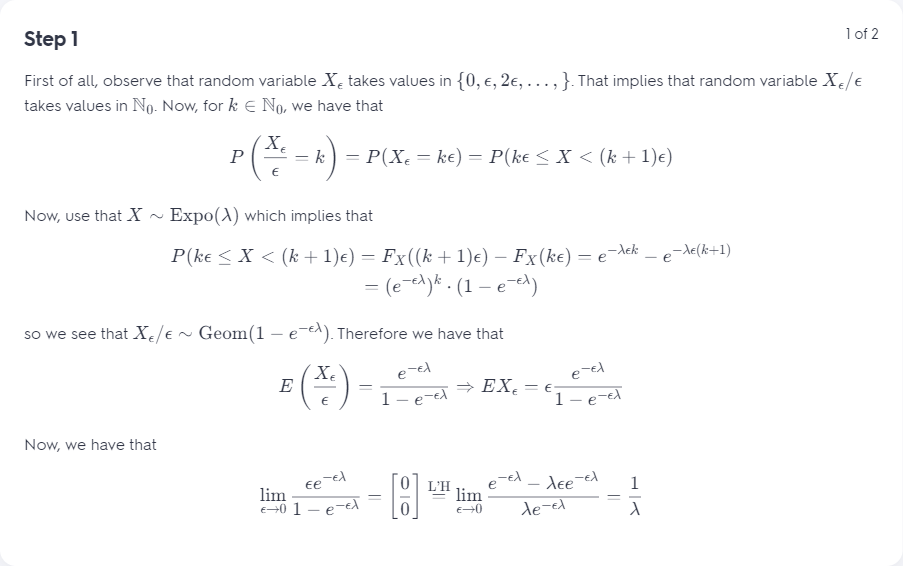 Step 1
1 of 2
First of all, observe that random variable $X_\epsilon$ takes values in $\{0, \epsilon, 2\epsilon, \ldots, \}$. That implies that random variable $X_\epsilon/\epsilon$
takes values in $\mathbb{N}_0$. Now, for $k \in \mathbb{N}_0$, we have that
$P\left(\frac{X_\epsilon}{\epsilon} = k\right) = P(X_\epsilon = k\epsilon) = P(k\epsilon \leq X < (k+1)\epsilon)$
Now, use that $X \sim \text{Expo}(\lambda)$ which implies that
$P(k\epsilon \leq X < (k+1)\epsilon) = F_X((k+1)\epsilon) - F_X(k\epsilon) = e^{-\lambda\epsilon k} - e^{-\lambda\epsilon(k+1)}$
$= (e^{-\epsilon\lambda})^k \cdot (1 - e^{-\epsilon\lambda})$
so we see that $X_\epsilon/\epsilon \sim \text{Geom}(1 - e^{-\epsilon\lambda})$. Therefore we have that
$E\left(\frac{X_\epsilon}{\epsilon}\right) = \frac{e^{-\epsilon\lambda}}{1 - e^{-\epsilon\lambda}} \Rightarrow EX_\epsilon = \epsilon\frac{e^{-\epsilon\lambda}}{1 - e^{-\epsilon\lambda}}$
Now, we have that
$\lim_{\epsilon \to 0} \frac{\epsilon e^{-\epsilon\lambda}}{1 - e^{-\epsilon\lambda}} = \left[\frac{0}{0}\right] \overset{\text{L'H}}{=} \lim_{\epsilon \to 0} \frac{e^{-\epsilon\lambda} - \lambda\epsilon e^{-\epsilon\lambda}}{\lambda e^{-\epsilon\lambda}} = \frac{1}{\lambda}$